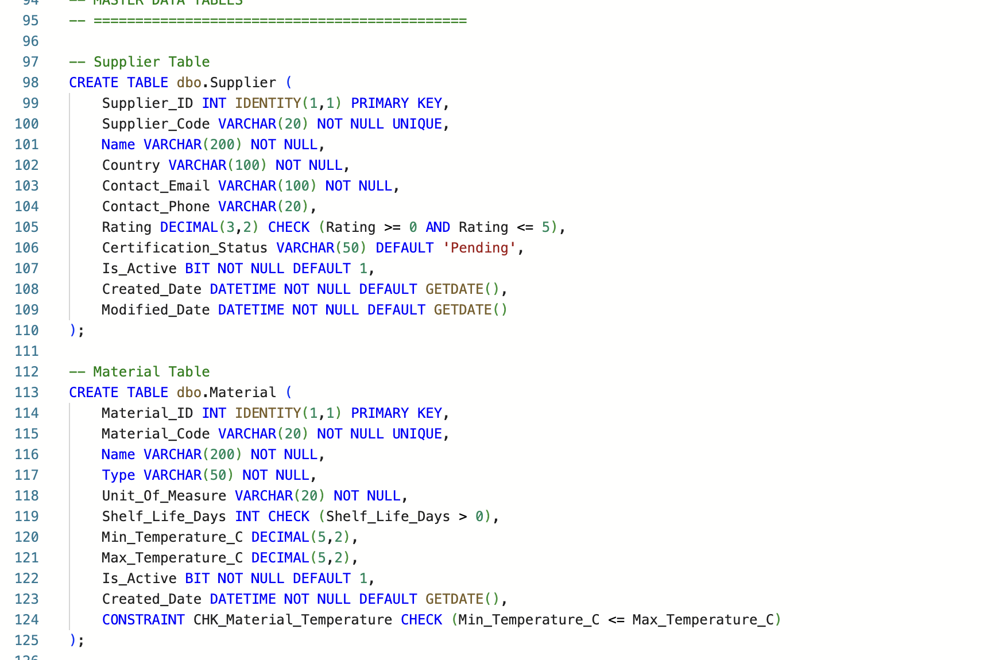 94 -- MASTER DATA TABLES
95 -- =============================================
96
97 -- Supplier Table
98 CREATE TABLE dbo.Supplier (
99     Supplier_ID INT IDENTITY(1,1) PRIMARY KEY,
100     Supplier_Code VARCHAR(20) NOT NULL UNIQUE,
101     Name VARCHAR(200) NOT NULL,
102     Country VARCHAR(100) NOT NULL,
103     Contact_Email VARCHAR(100) NOT NULL,
104     Contact_Phone VARCHAR(20),
105     Rating DECIMAL(3,2) CHECK (Rating >= 0 AND Rating <= 5),
106     Certification_Status VARCHAR(50) DEFAULT 'Pending',
107     Is_Active BIT NOT NULL DEFAULT 1,
108     Created_Date DATETIME NOT NULL DEFAULT GETDATE(),
109     Modified_Date DATETIME NOT NULL DEFAULT GETDATE()
110 );
111
112 -- Material Table
113 CREATE TABLE dbo.Material (
114     Material_ID INT IDENTITY(1,1) PRIMARY KEY,
115     Material_Code VARCHAR(20) NOT NULL UNIQUE,
116     Name VARCHAR(200) NOT NULL,
117     Type VARCHAR(50) NOT NULL,
118     Unit_Of_Measure VARCHAR(20) NOT NULL,
119     Shelf_Life_Days INT CHECK (Shelf_Life_Days > 0),
120     Min_Temperature_C DECIMAL(5,2),
121     Max_Temperature_C DECIMAL(5,2),
122     Is_Active BIT NOT NULL DEFAULT 1,
123     Created_Date DATETIME NOT NULL DEFAULT GETDATE(),
124     CONSTRAINT CHK_Material_Temperature CHECK (Min_Temperature_C <= Max_Temperature_C)
125 );
126